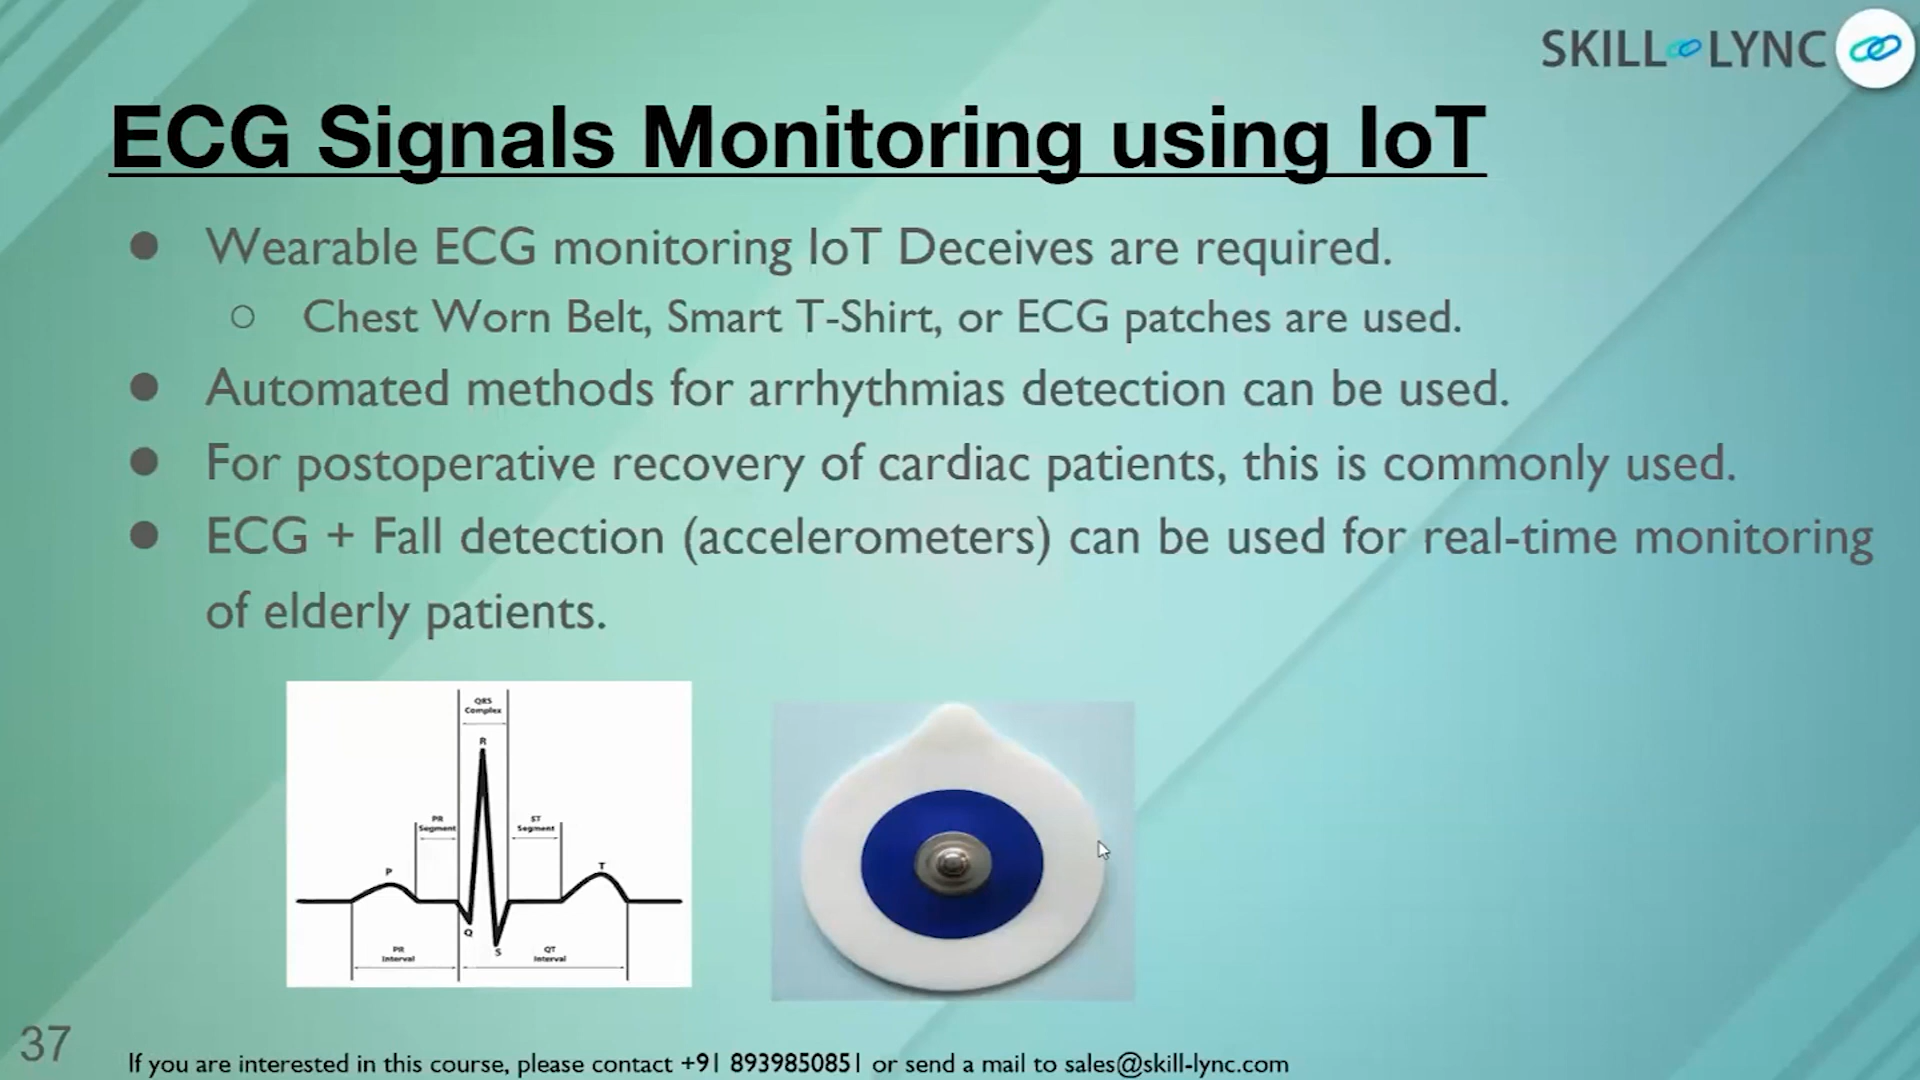 SKILL LYNC
ECG Signals Monitoring using IoT
● Wearable ECG monitoring IoT Deceives are required.
○ Chest Worn Belt, Smart T-Shirt, or ECG patches are used.
● Automated methods for arrhythmias detection can be used.
● For postoperative recovery of cardiac patients, this is commonly used.
● ECG + Fall detection (accelerometers) can be used for real-time monitoring
of elderly patients.
QRS
Complex
R
PR
Segment
ST
Segment
P
T
Q
S
PR
Interval
QT
Interval
37
If you are interested in this course, please contact +91 8939850851 or send a mail to sales@skill-lync.com